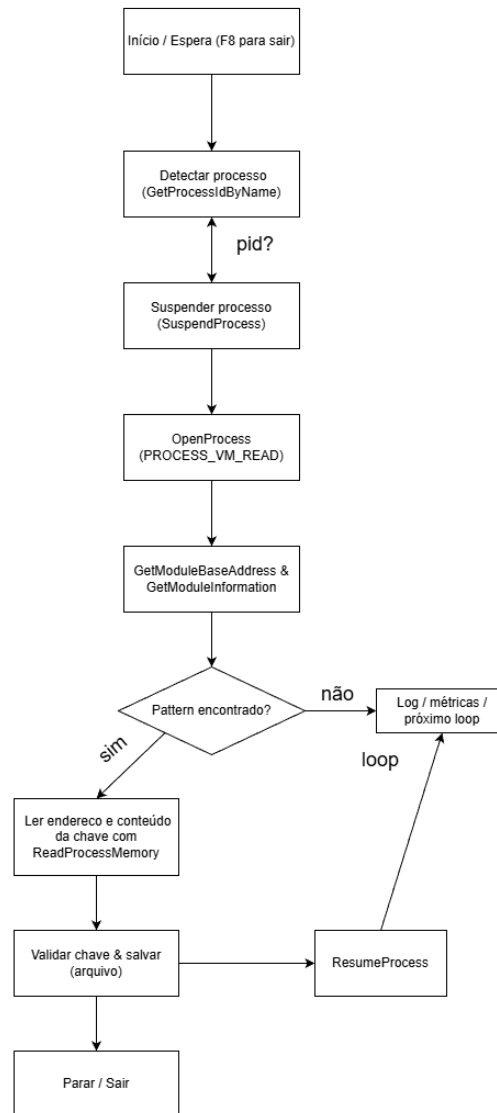 Início / Espera (F8 para sair)
Detectar processo
(GetProcessIdByName)
pid?
Suspender processo
(SuspendProcess)
OpenProcess
(PROCESS_VM_READ)
GetModuleBaseAddress &
GetModuleInformation
Pattern encontrado?
não
Log / métricas /
próximo loop
sim
loop
Ler endereco e conteúdo
da chave com
ReadProcessMemory
Validar chave & salvar
(arquivo)
ResumeProcess
Parar / Sair